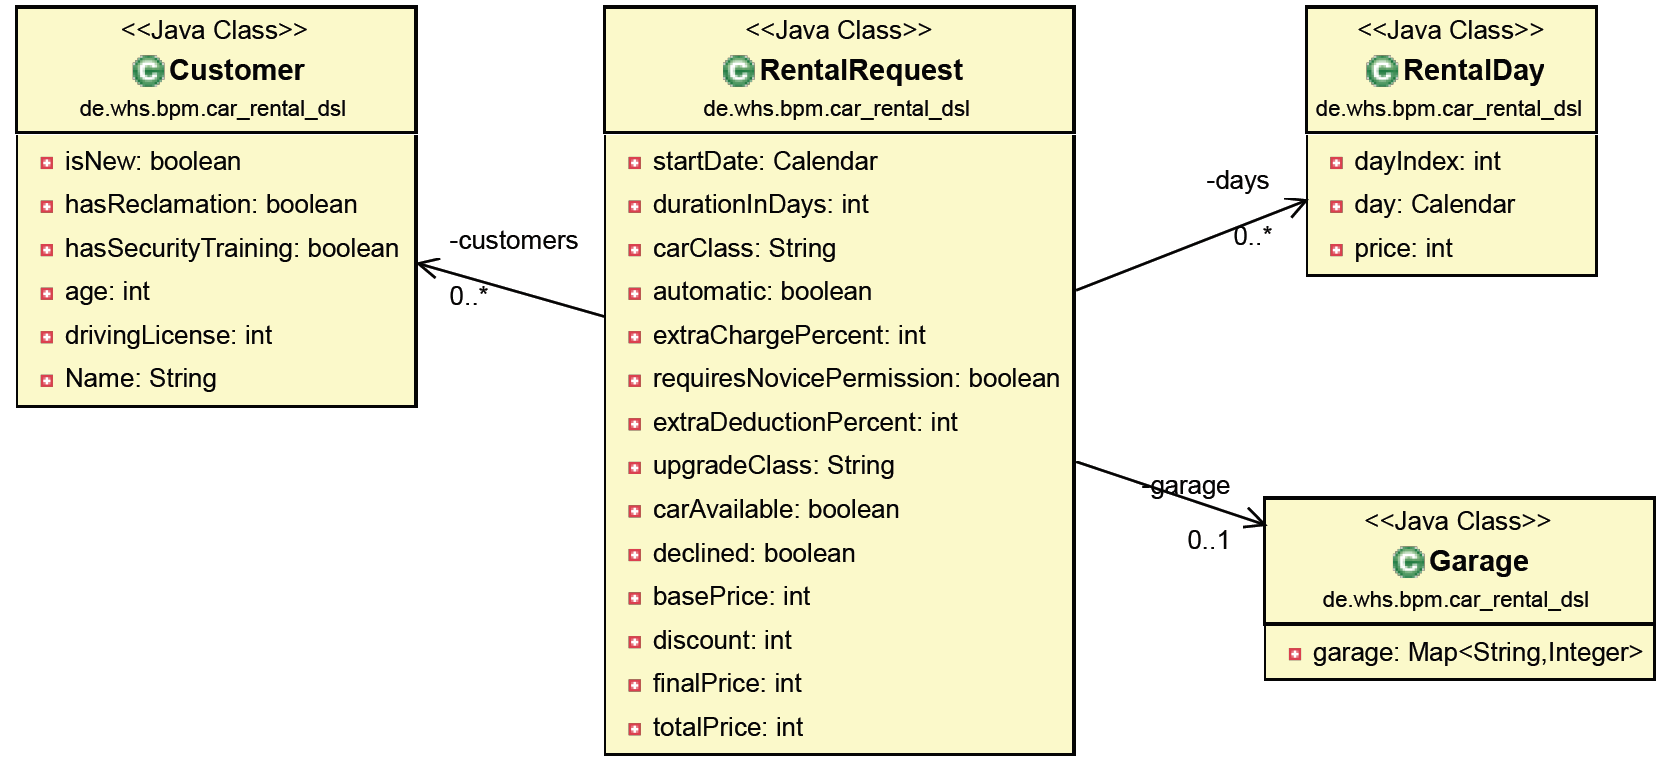 <<Java Class>>
Customer
de.whs.bpm.car_rental_dsl
isNew: boolean
hasReclamation: boolean
hasSecurityTraining: boolean
age: int
drivingLicense: int
Name: String
-customers
0..*
<<Java Class>>
RentalRequest
de.whs.bpm.car_rental_dsl
startDate: Calendar
durationInDays: int
carClass: String
automatic: boolean
extraChargePercent: int
requiresNovicePermission: boolean
extraDeductionPercent: int
upgradeClass: String
carAvailable: boolean
declined: boolean
basePrice: int
discount: int
finalPrice: int
totalPrice: int
-days
0..*
<<Java Class>>
RentalDay
de.whs.bpm.car_rental_dsl
dayIndex: int
day: Calendar
price: int
-garage
0..1
<<Java Class>>
Garage
de.whs.bpm.car_rental_dsl
garage: Map<String,Integer>